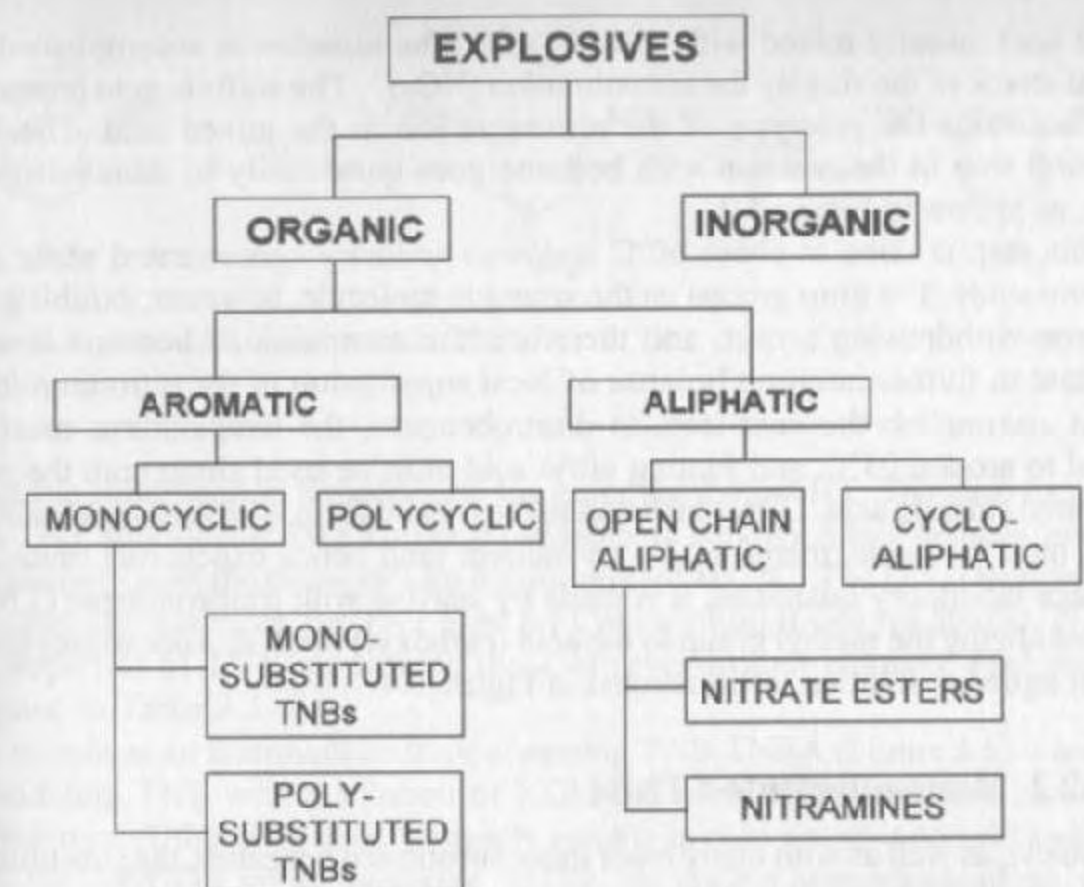 EXPLOSIVES
ORGANIC
INORGANIC
AROMATIC
ALIPHATIC
MONOCYCLIC
POLYCYCLIC
OPEN CHAIN
ALIPHATIC
CYCLO-
ALIPHATIC
MONO-
SUBSTITUTED
TNBs
NITRATE ESTERS
POLY-
SUBSTITUTED
TNBs
NITRAMINES